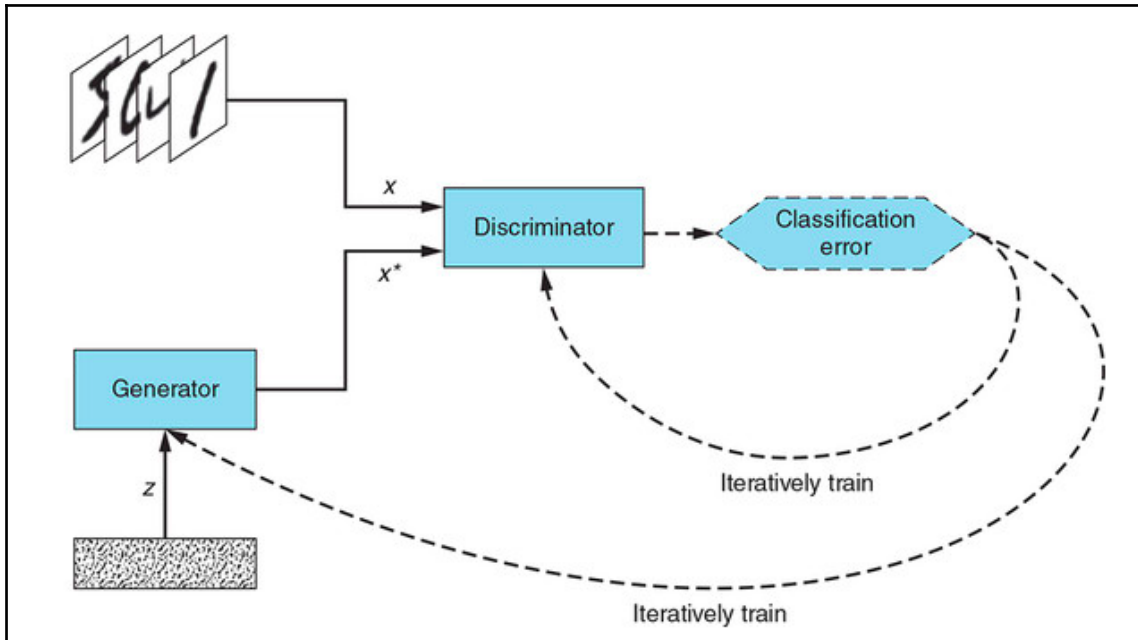 x
Discriminator
Classification
error
x*
Generator
z
Iteratively train
Iteratively train